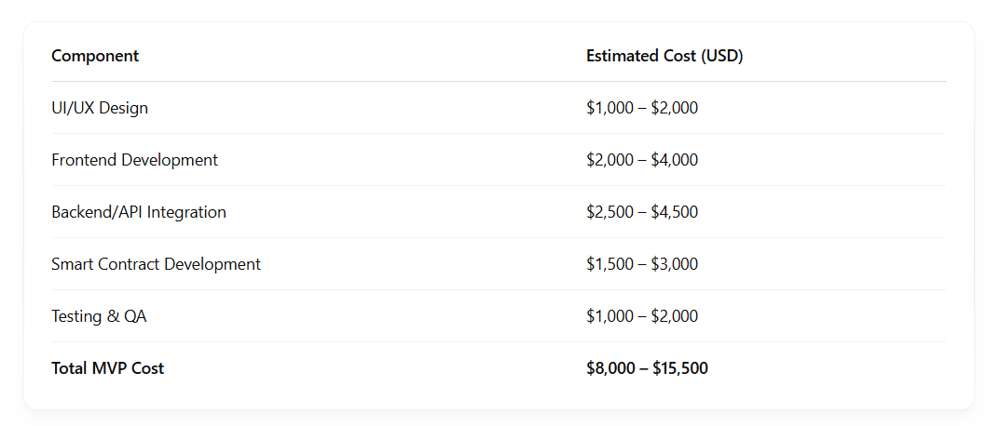 Component Estimated Cost (USD)
UI/UX Design $1,000 – $2,000
Frontend Development $2,000 – $4,000
Backend/API Integration $2,500 – $4,500
Smart Contract Development $1,500 – $3,000
Testing & QA $1,000 – $2,000
Total MVP Cost $8,000 – $15,500